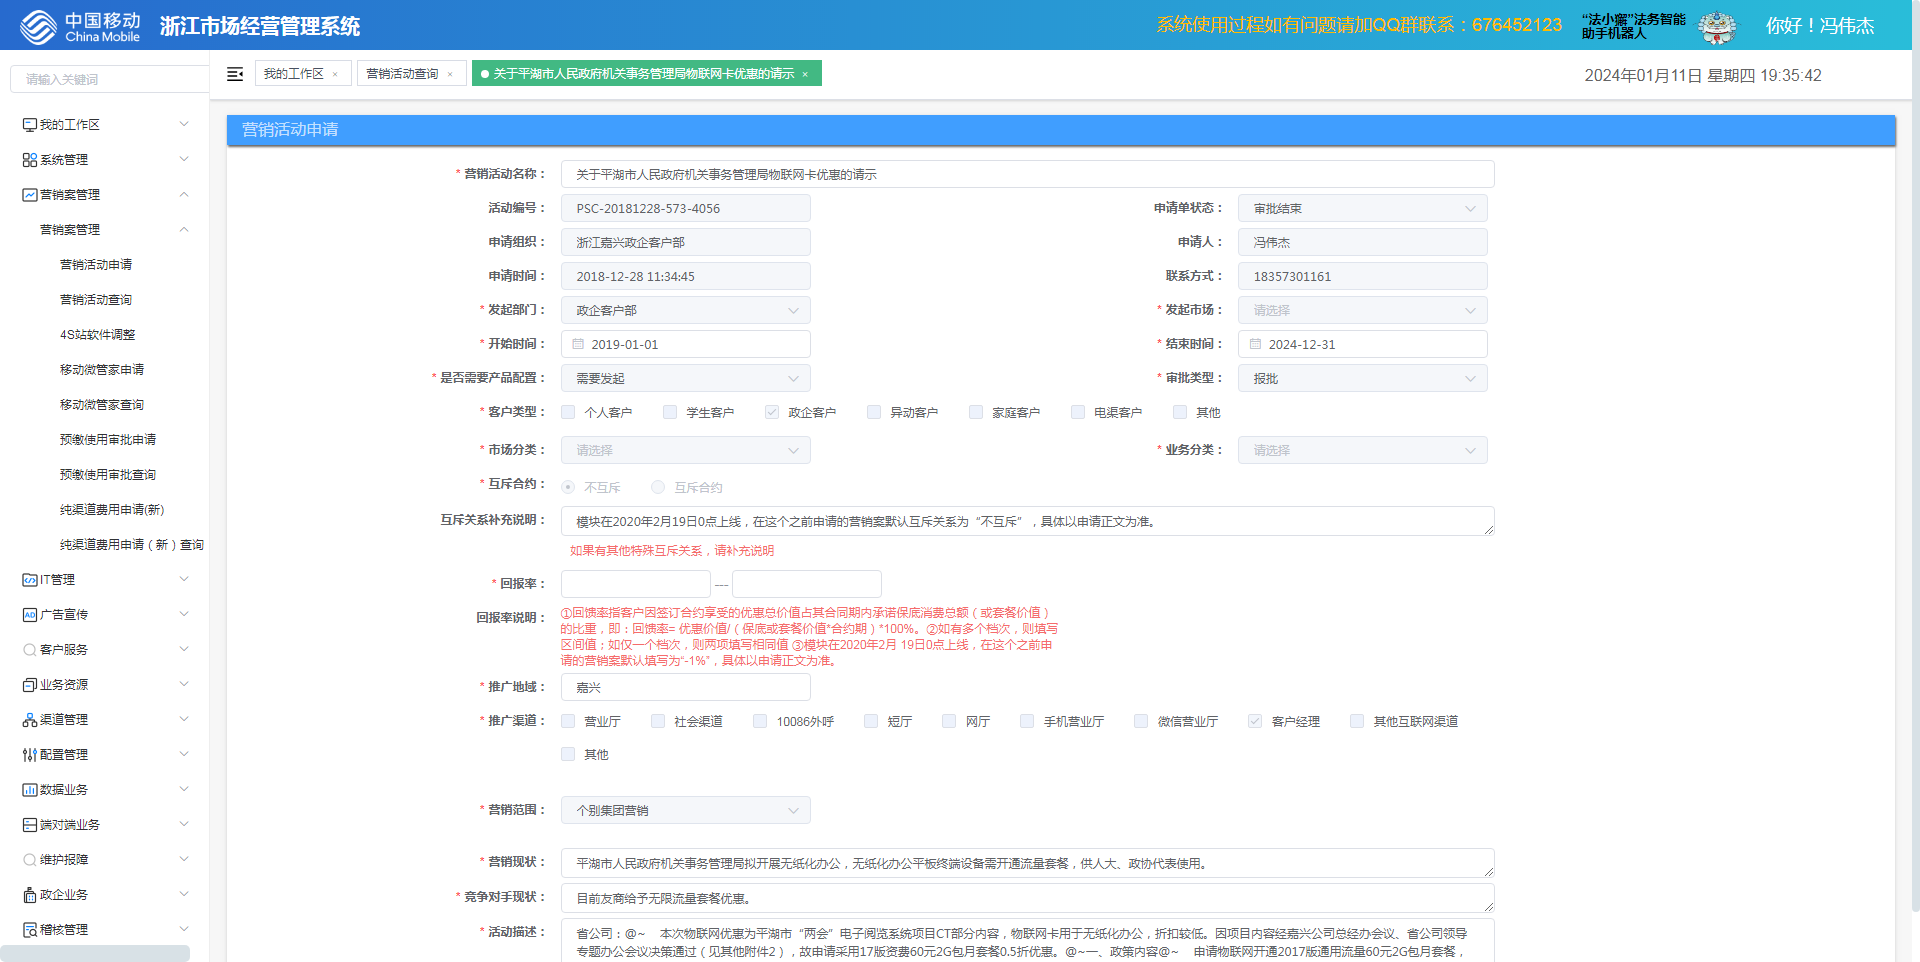 中国移动
China Mobile
浙江市场经营管理系统
系统使用过程如有问题请加QQ群联系：676452123
“法小獬”法务智能
助手机器人
你好！冯伟杰
请输入关键词
我的工作区 ×
营销活动查询 ×
关于平湖市人民政府机关事务管理局物联网卡优惠的请示 ×
2024年01月11日 星期四 19:35:42
我的工作区
系统管理
营销案管理
营销案管理
营销活动申请
营销活动查询
4S站软件调整
移动微管家申请
移动微管家查询
预缴使用审批申请
预缴使用审批查询
纯渠道费用申请(新)
纯渠道费用申请（新）查询
IT管理
AD 广告宣传
客户服务
业务资源
渠道管理
配置管理
数据业务
端对端业务
维护报障
政企业务
稽核管理
营销活动申请
* 营销活动名称： 关于平湖市人民政府机关事务管理局物联网卡优惠的请示
活动编号： PSC-20181228-573-4056 申请单状态： 审批结束
申请组织： 浙江嘉兴政企客户部 申请人： 冯伟杰
申请时间： 2018-12-28 11:34:45 联系方式： 18357301161
* 发起部门： 政企客户部 * 发起市场： 请选择
* 开始时间： 2019-01-01 * 结束时间： 2024-12-31
* 是否需要产品配置： 需要发起 * 审批类型： 报批
* 客户类型： 个人客户 学生客户 政企客户 异动客户 家庭客户 电渠客户 其他
* 市场分类： 请选择 * 业务分类： 请选择
* 互斥合约： 不互斥 互斥合约
互斥关系补充说明： 模块在2020年2月19日0点上线，在这个之前申请的营销案默认互斥关系为“不互斥”，具体以申请正文为准。
如果有其他特殊互斥关系，请补充说明
* 回报率： ---
回报率说明： ①回馈率指客户因签订合约享受的优惠总价值占其合同期内承诺保底消费总额（或套餐价值）
的比重，即：回馈率= 优惠价值/（保底或套餐价值*合约期）*100%。②如有多个档次，则填写
区间值；如仅一个档次，则两项填写相同值 ③模块在2020年2月 19日0点上线，在这个之前申
请的营销案默认填写为“-1%”，具体以申请正文为准。
* 推广地域： 嘉兴
* 推广渠道： 营业厅 社会渠道 10086外呼 短厅 网厅 手机营业厅 微信营业厅 客户经理 其他互联网渠道
其他
* 营销范围： 个别集团营销
* 营销现状： 平湖市人民政府机关事务管理局拟开展无纸化办公，无纸化办公平板终端设备需开通流量套餐，供人大、政协代表使用。
* 竞争对手现状： 目前友商给予无限流量套餐优惠。
* 活动描述： 省公司：@~ 本次物联网优惠为平湖市“两会”电子阅览系统项目CT部分内容，物联网卡用于无纸化办公，折扣较低。因项目内容经嘉兴公司总经办会议、省公司领导
专题办公会议决策通过（见其他附件2），故申请采用17版资费60元2G包月套餐0.5折优惠。@~一、政策内容@~ 申请物联网开通2017版通用流量60元2G包月套餐，